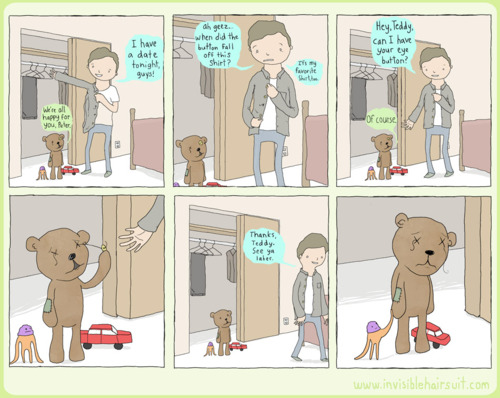 I have
a date
tonight,
guys!
We're all
happy for
you, Peter.
Ah geez..
when did the
button fall
off this
shirt?
It's my
favorite
shirt, too.
Hey, Teddy,
can I have
your eye
button?
Of course.
Thanks,
Teddy.
See ya
later.
www.invisiblehairsuit.com